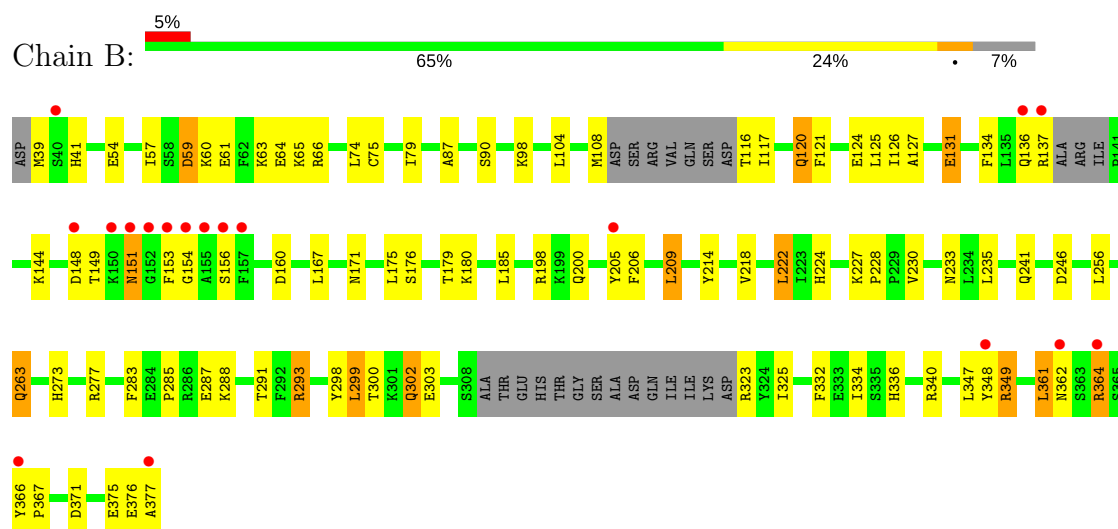 5%
Chain B:
65% 24% • 7%
ASP M39 S40 H41 E54 I57 S58 D59 K60 E61 F62 K63 E64 K65 R66 L74 C75 I79 A87 S90 K98 L104 M108 ASP SER ARG VAL GLN SER ASP T116 I117 Q120 F121 E124 L125 I126 A127 E131 F134 L135 Q136 R137 ALA ARG ILE P141
K144 D148 T149 K150 N151 G152 F153 G154 A155 S156 F157 D160 L167 N171 L175 S176 T179 K180 L185 R198 K199 Q200 Y205 F206 L209 Y214 V218 L222 I223 H224 K227 P228 P229 V230 N233 L234 L235 Q241 D246 L256
Q263 H273 R277 F283 E284 P285 R286 E287 K288 T291 F292 R293 Y298 L299 T300 K301 Q302 E303 S308 ALA THR GLU HIS THR GLY SER ALA ASP GLN ILE ILE LYS ASP R323 Y324 I325 F332 E333 I334 S335 H336 R340 L347 Y348 R349 L361 N362 S363 R364 S365
Y366 P367 D371 E375 E376 A377